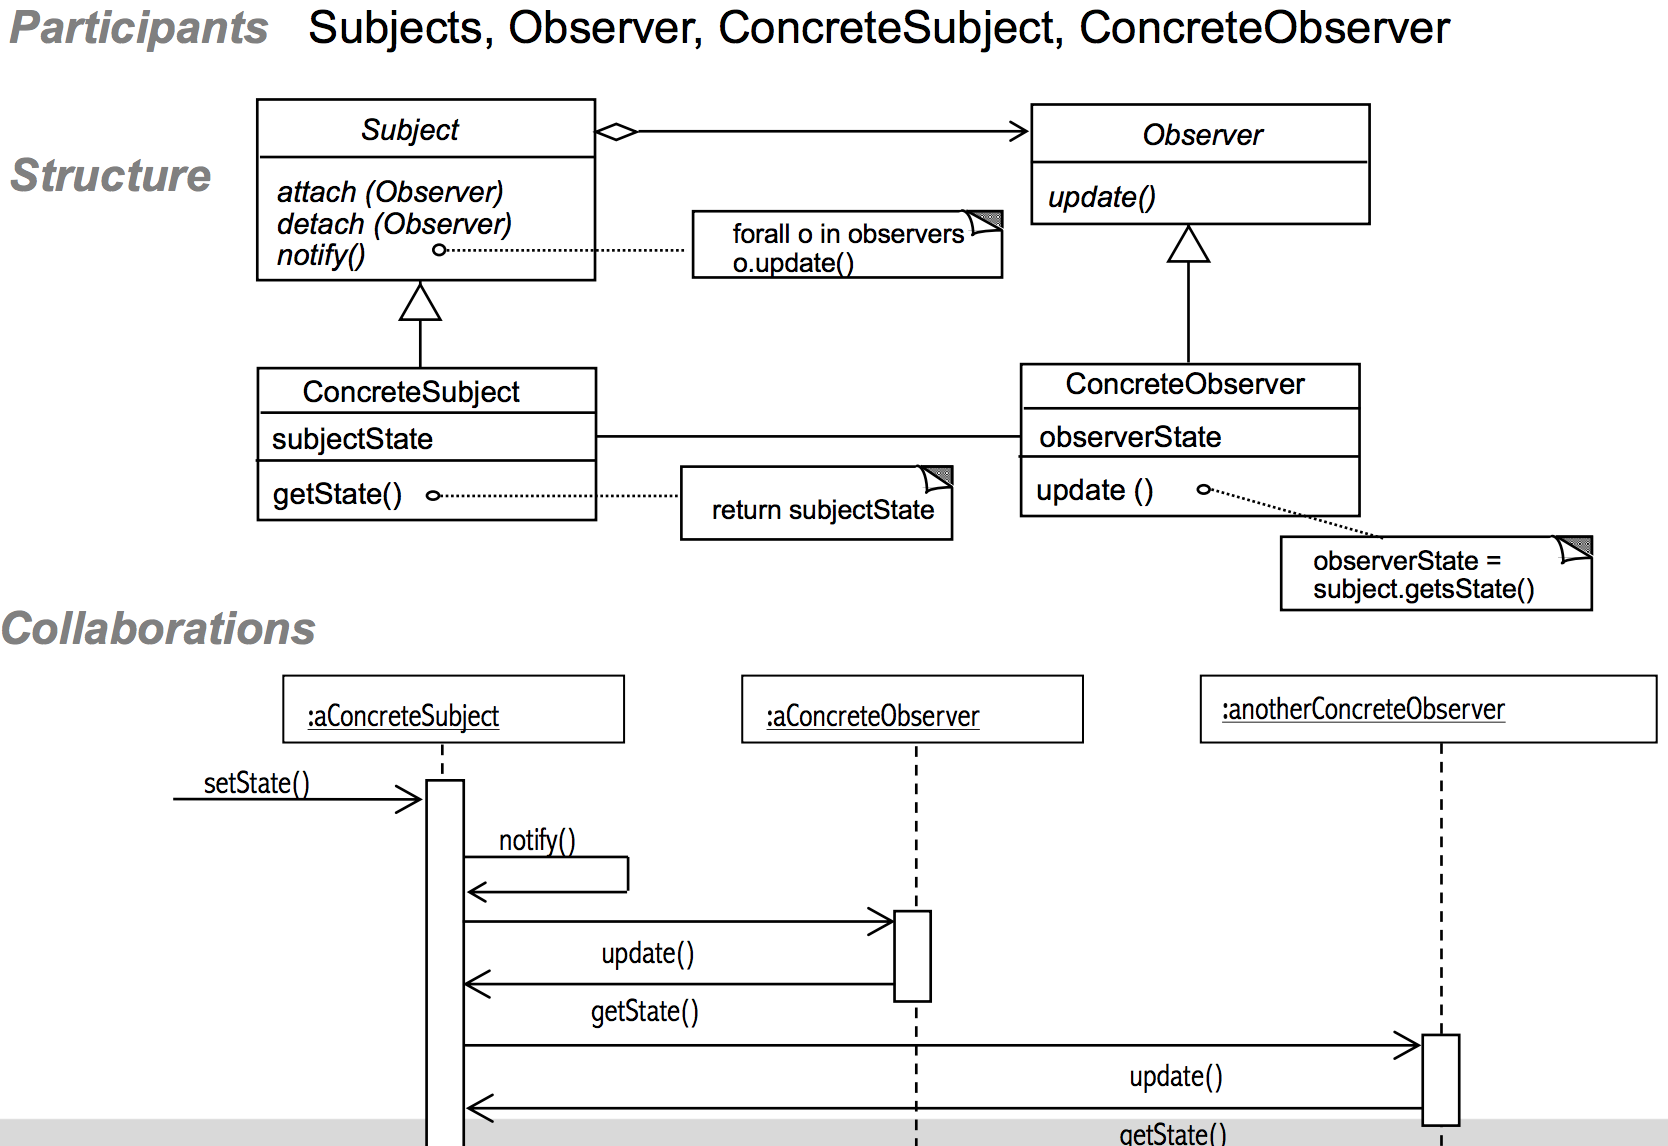 Participants Subjects, Observer, ConcreteSubject, ConcreteObserver
Structure
Subject
attach (Observer)
detach (Observer)
notify()
forall o in observers
o.update()
Observer
update()
ConcreteSubject
subjectState
getState()
return subjectState
ConcreteObserver
observerState
update ()
observerState =
subject.getsState()
Collaborations
:aConcreteSubject
:aConcreteObserver
:anotherConcreteObserver
setState()
notify()
update()
getState()
update()
getState()